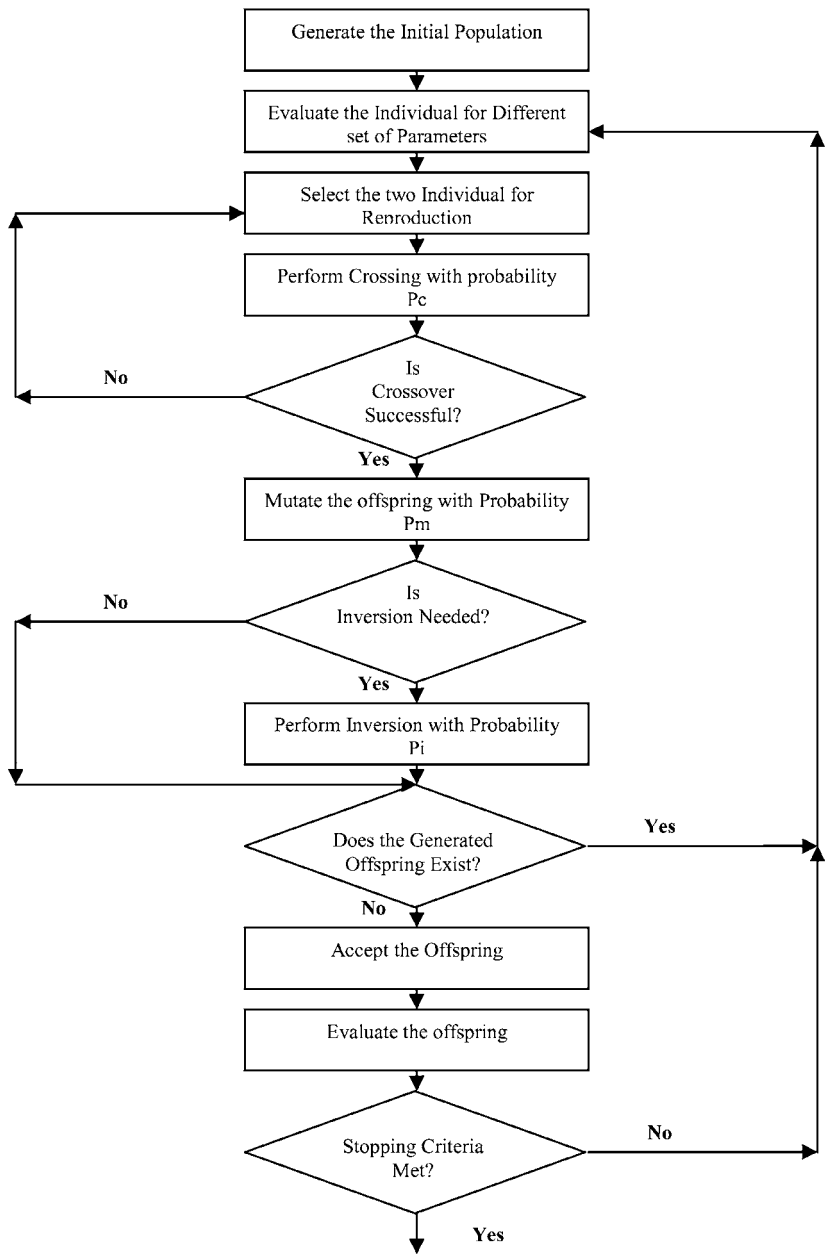 Generate the Initial Population
Evaluate the Individual for Different
set of Parameters
Select the two Individual for
Reproduction
Perform Crossing with probability
Pc
Is
Crossover
Successful?
No
Yes
Mutate the offspring with Probability
Pm
Is
Inversion Needed?
No
Yes
Perform Inversion with Probability
Pi
Does the Generated
Offspring Exist?
Yes
No
Accept the Offspring
Evaluate the offspring
Stopping Criteria
Met?
No
Yes